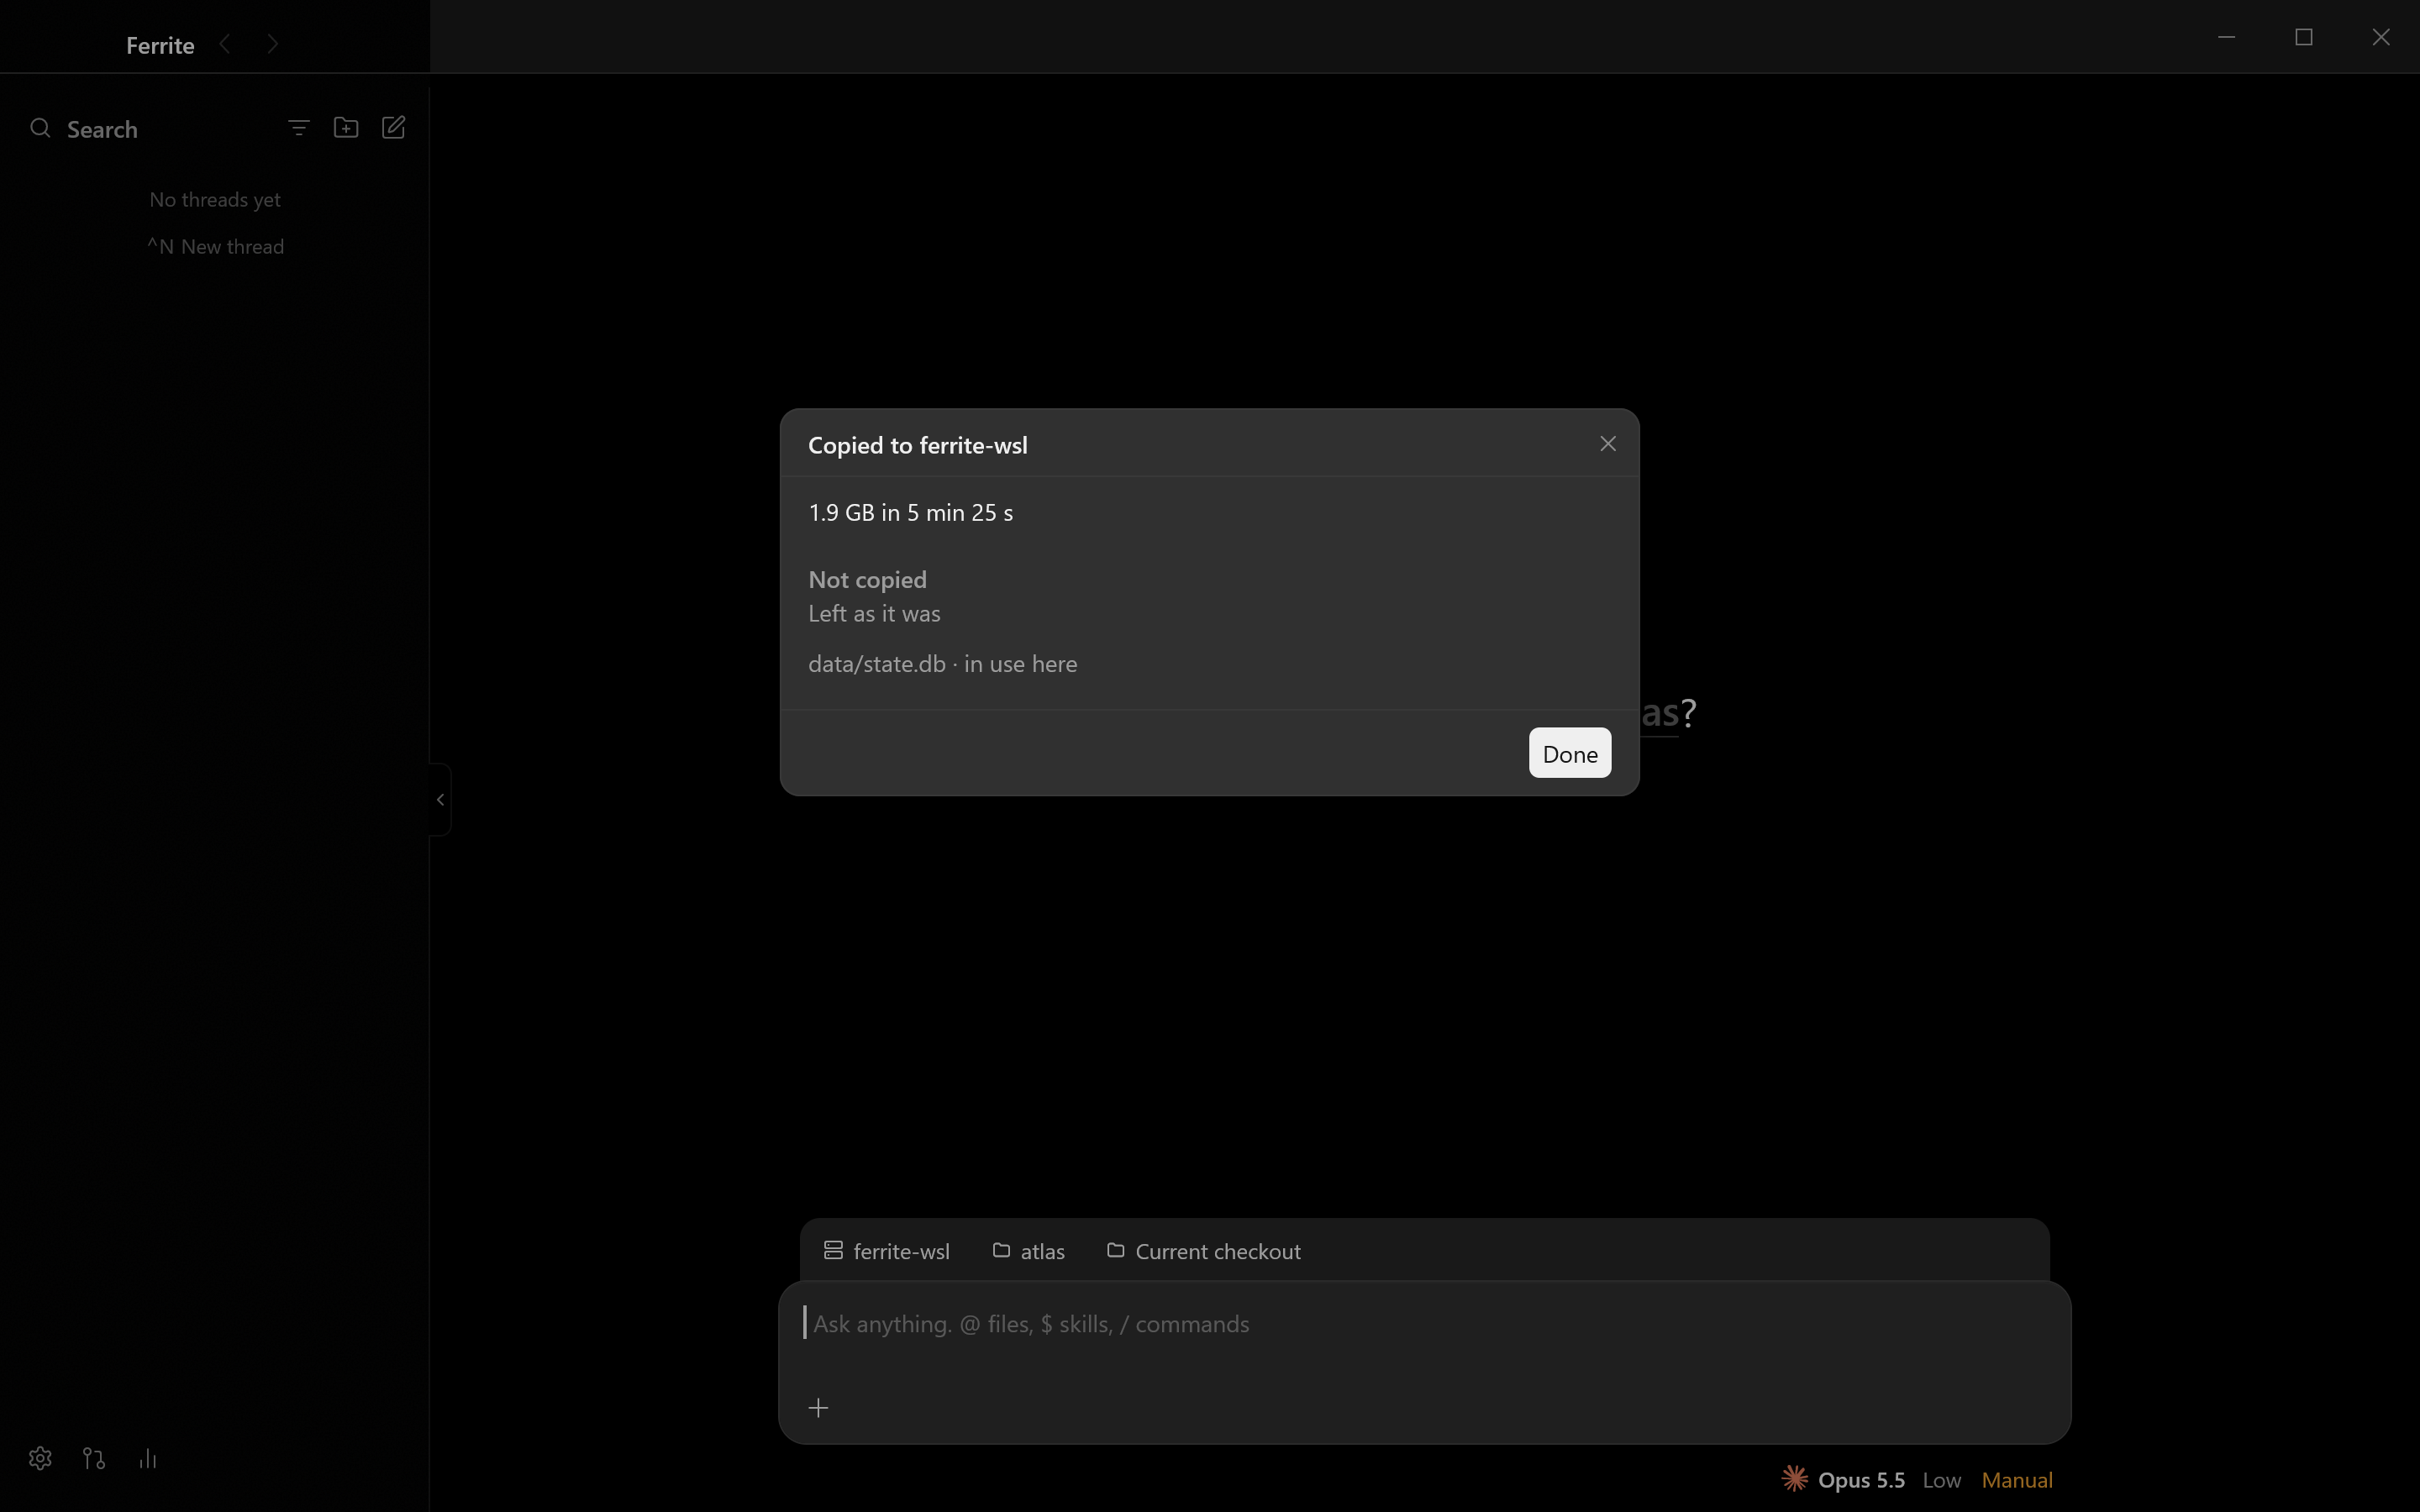 Ferrite
Search
No threads yet
^N New thread
Copied to ferrite-wsl
1.9 GB in 5 min 25 s
Not copied
Left as it was
data/state.db · in use here
as?
Done
ferrite-wsl
atlas
Current checkout
Ask anything. @ files, $ skills, / commands
Opus 5.5 Low Manual